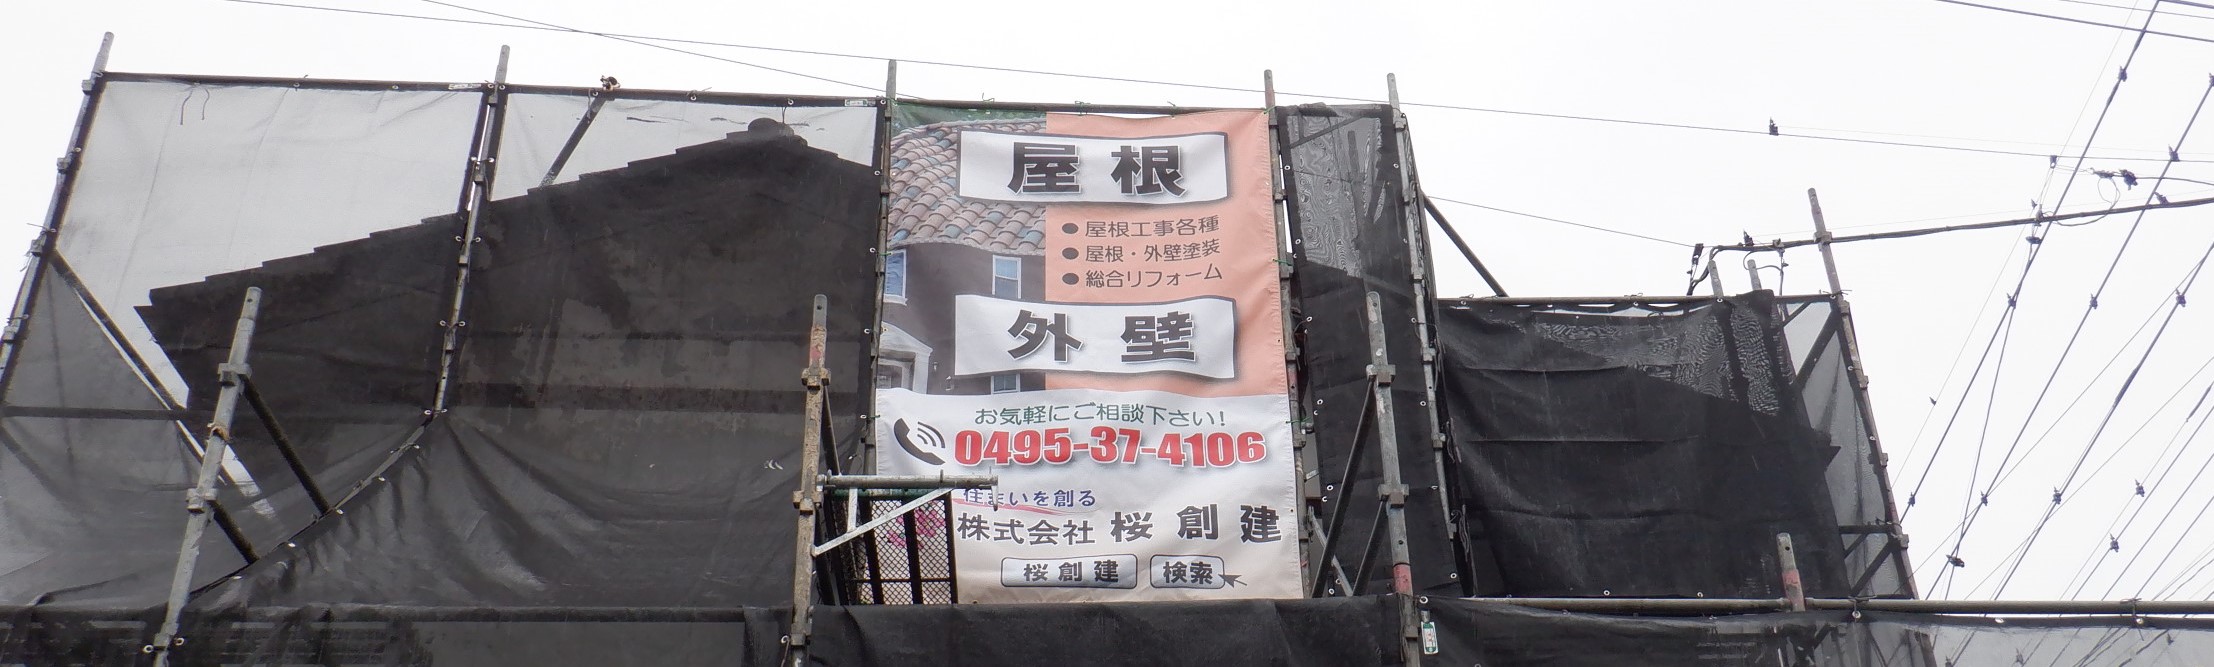 屋根
● 屋根工事各種
● 屋根・外壁塗装
● 総合リフォーム
外壁
お気軽にご相談下さい!
0495-37-4106
住まいを創る
株式会社 桜創建
桜創建 検索